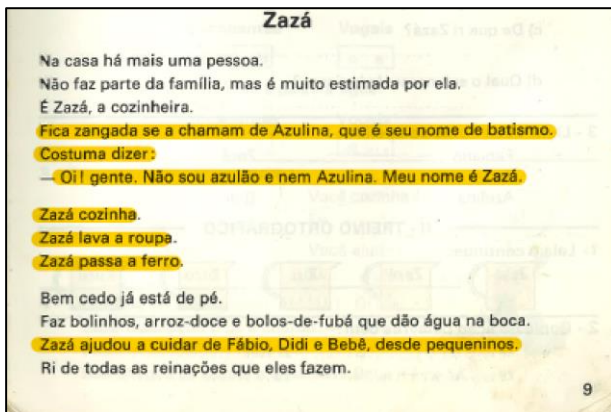 Zazá
Na casa há mais uma pessoa.
Não faz parte da família, mas é muito estimada por ela.
É Zazá, a cozinheira.
Fica zangada se a chamam de Azulina, que é seu nome de batismo.
Costuma dizer:
— Oi! gente. Não sou azulão e nem Azulina. Meu nome é Zazá.
Zazá cozinha.
Zazá lava a roupa.
Zazá passa a ferro.
Bem cedo já está de pé.
Faz bolinhos, arroz-doce e bolos-de-fubá que dão água na boca.
Zazá ajudou a cuidar de Fábio, Didi e Bebê, desde pequeninos.
Ri de todas as reinações que eles fazem.
9